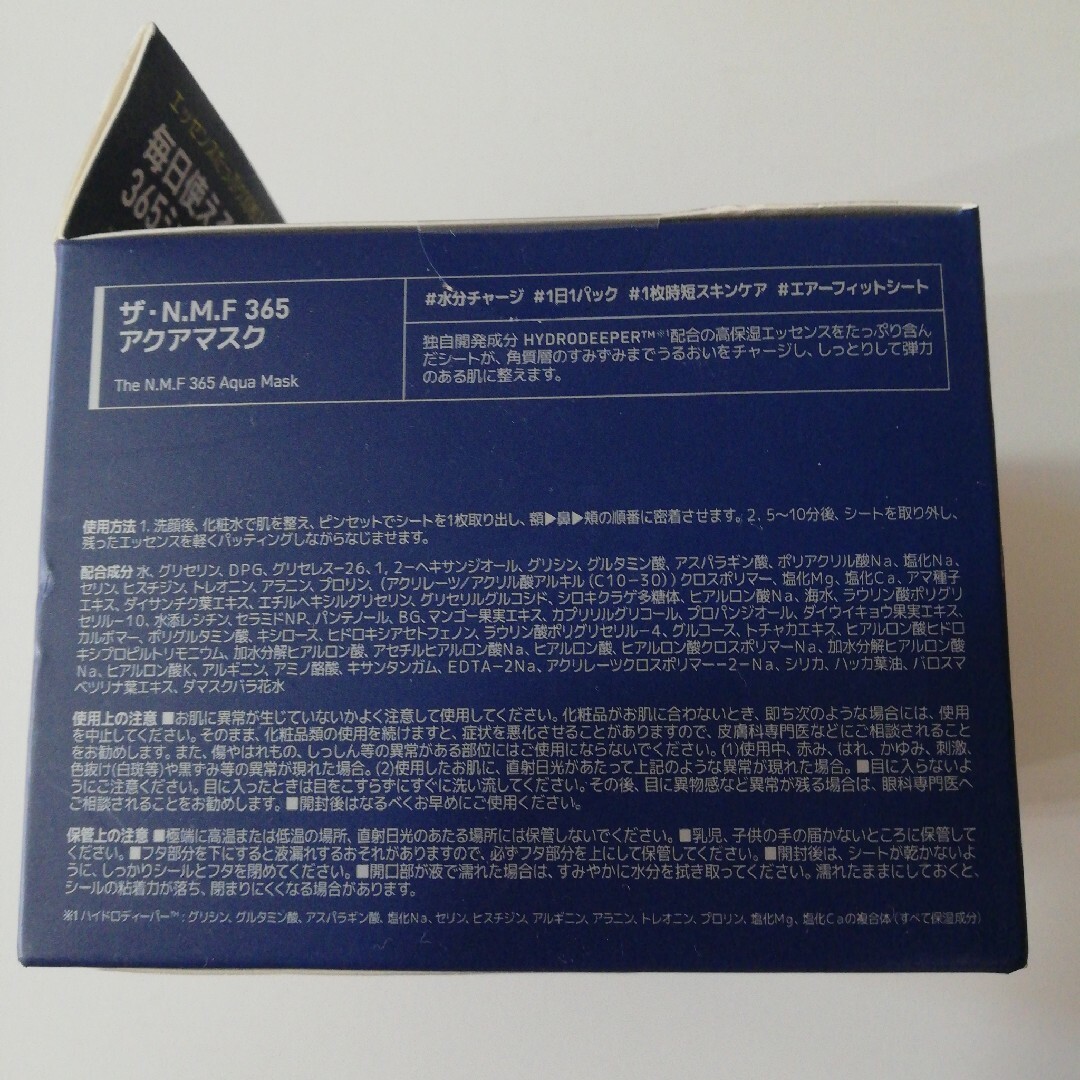 毎日使える
365
ザ・N.M.F 365
アクアマスク
The N.M.F 365 Aqua Mask
#水分チャージ #1日1パック #1枚時短スキンケア #エアーフィットシート
独自開発成分 HYDRODEEPER™※1配合の高保湿エッセンスをたっぷり含ん
だシートが、角質層のすみずみまでうるおいをチャージし、しっとりして弾力
のある肌に整えます。
使用方法 1. 洗顔後、化粧水で肌を整え、ピンセットでシートを1枚取り出し、額▶鼻▶頬の順番に密着させます。2. 5〜10分後、シートを取り外し、
残ったエッセンスを軽くパッティングしながらなじませます。
配合成分 水、グリセリン、DPG、グリセレス-26、1，2-ヘキサンジオール、グリシン、グルタミン酸、アスパラギン酸、ポリアクリル酸Na、塩化Na、
セリン、ヒスチジン、トレオニン、アラニン、プロリン、（アクリレーツ/アクリル酸アルキル（C10-30））クロスポリマー、塩化Mg、塩化Ca、アマ種子
エキス、ダイサンチク葉エキス、エチルヘキシルグリセリン、グリセリルグルコシド、シロキクラゲ多糖体、ヒアルロン酸Na、海水、ラウリン酸ポリグリ
セリル-10、水添レシチン、セラミドNP、パンテノール、BG、マンゴー果実エキス、カプリリルグリコール、プロパンジオール、ダイウイキョウ果実エキス、
カルボマー、ポリグルタミン酸、キシロース、ヒドロキシアセトフェノン、ラウリン酸ポリグリセリル-4、グルコース、トチャカエキス、ヒアルロン酸ヒドロ
キシプロピルトリモニウム、加水分解ヒアルロン酸、アセチルヒアルロン酸Na、ヒアルロン酸、ヒアルロン酸クロスポリマーNa、加水分解ヒアルロン酸
Na、ヒアルロン酸K、アルギニン、アミノ酪酸、キサンタンガム、EDTA-2Na、アクリレーツクロスポリマー-2-Na、シリカ、ハッカ葉油、バロスマ
ベツリナ葉エキス、ダマスクバラ花水
使用上の注意 ■お肌に異常が生じていないかよく注意して使用してください。化粧品がお肌に合わないとき、即ち次のような場合には、使用
を中止してください。そのまま、化粧品類の使用を続けますと、症状を悪化させることがありますので、皮膚科専門医などにご相談されること
をお勧めします。また、傷やはれもの、しっしん等の異常がある部位にはご使用にならないでください。(1)使用中、赤み、はれ、かゆみ、刺激、
色抜け(白斑等)や黒ずみ等の異常が現れた場合。(2)使用したお肌に、直射日光があたって上記のような異常が現れた場合。■目に入らないよ
うにご注意ください。目に入ったときは目をこすらずにすぐに洗い流してください。その後、目に異物感など異常が残る場合は、眼科専門医へ
ご相談されることをお勧めします。■開封後はなるべくお早めにご使用ください。
保管上の注意 ■極端に高温または低温の場所、直射日光のあたる場所には保管しないでください。■乳児、子供の手の届かないところに保管して
ください。■フタ部分を下にすると液漏れするおそれがありますので、必ずフタ部分を上にして保管してください。■開封後は、シートが乾かないよ
うに、しっかりシールとフタを閉めてください。■開口部が液で濡れた場合は、すみやかに水分を拭き取ってください。濡れたままにしておくと、
シールの粘着力が落ち、閉まりにくくなる場合があります。
※1 ハイドロディーパー™：グリシン、グルタミン酸、アスパラギン酸、塩化Na、セリン、ヒスチジン、アルギニン、アラニン、トレオニン、プロリン、塩化Mg、塩化Caの複合体（すべて保湿成分）